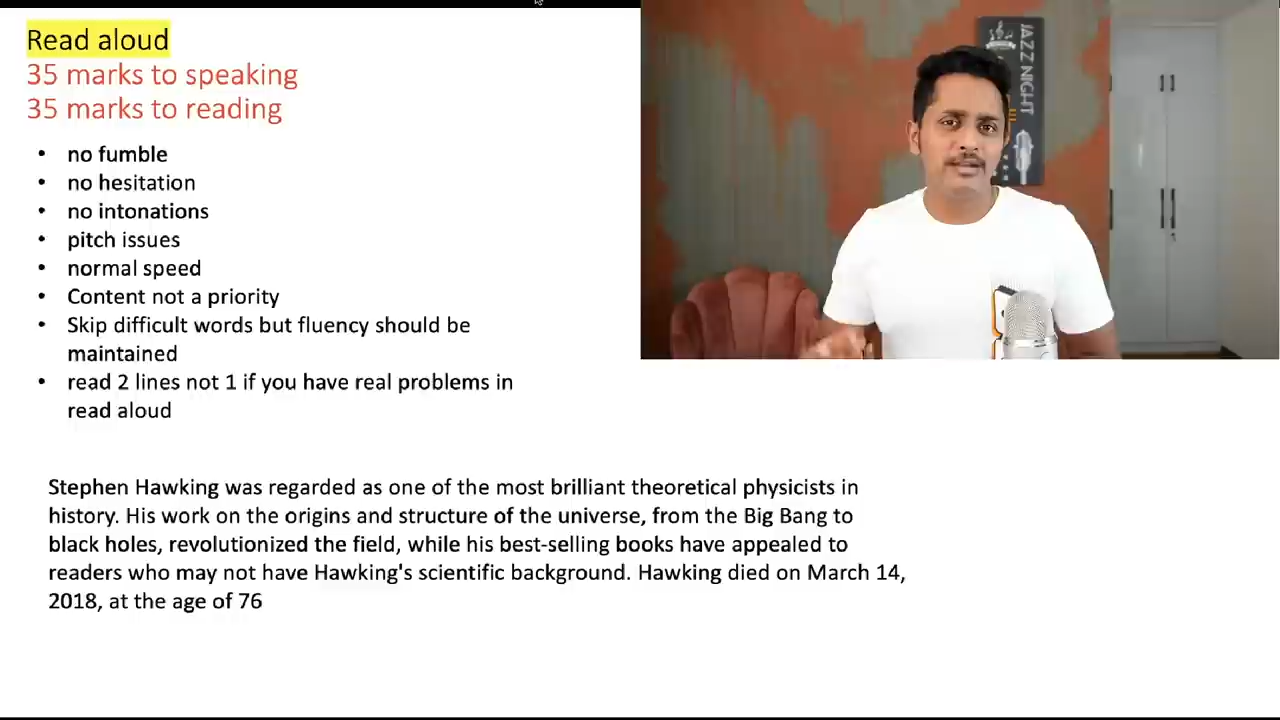 Read aloud
35 marks to speaking
35 marks to reading
• no fumble
• no hesitation
• no intonations
• pitch issues
• normal speed
• Content not a priority
• Skip difficult words but fluency should be
maintained
• read 2 lines not 1 if you have real problems in
read aloud
Stephen Hawking was regarded as one of the most brilliant theoretical physicists in
history. His work on the origins and structure of the universe, from the Big Bang to
black holes, revolutionized the field, while his best-selling books have appealed to
readers who may not have Hawking's scientific background. Hawking died on March 14,
2018, at the age of 76
JAZZ NIGHT